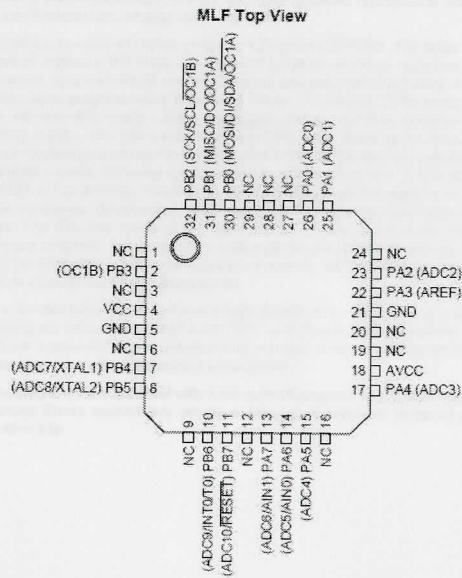 MLF Top View
PB2 (SCK/SCL/OC1B)
PB1 (MISO/DO/OC1A)
PB0 (MOSI/DI/SDA/OC1A)
NC
NC
NC
PA0 (ADC0)
PA1 (ADC1)
32
31
30
29
28
27
26
25
NC 1
(OC1B) PB3 2
NC 3
VCC 4
GND 5
NC 6
(ADC7/XTAL1) PB4 7
(ADC8/XTAL2) PB5 8
24 NC
23 PA2 (ADC2)
22 PA3 (AREF)
21 GND
20 NC
19 NC
18 AVCC
17 PA4 (ADC3)
9
10
11
12
13
14
15
16
NC
(ADC9/INT0/T0) PB6
(ADC10/RESET) PB7
NC
(ADC6/AIN1) PA7
(ADC5/AIN0) PA6
(ADC4) PA5
NC